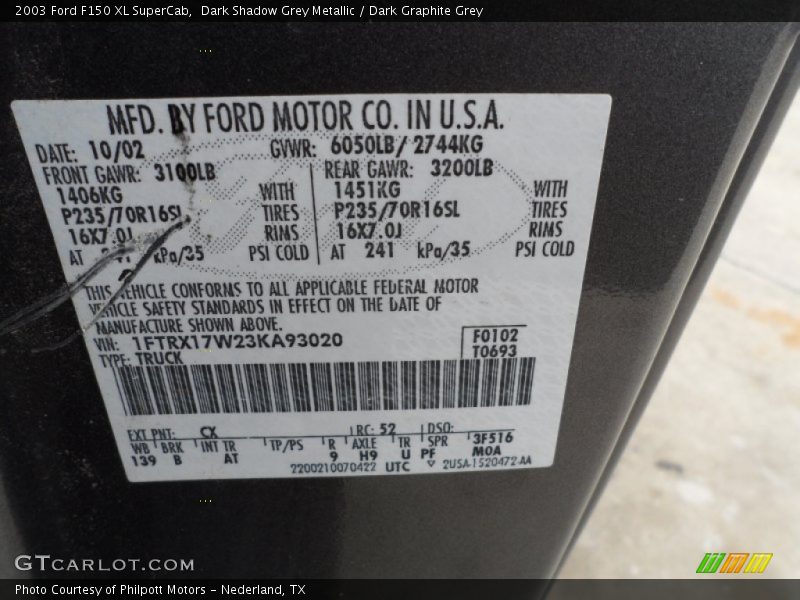 2003 Ford F150 XL SuperCab,  Dark Shadow Grey Metallic / Dark Graphite Grey
MFD. BY FORD MOTOR CO. IN U.S.A.
DATE: 10/02 GVWR: 6050LB/ 2744KG
FRONT GAWR: 3100LB REAR GAWR: 3200LB
1406KG WITH 1451KG WITH
P235/70R16SL TIRES P235/70R16SL TIRES
16X7.0J RIMS 16X7.0J RIMS
AT kPa/35 PSI COLD AT 241 kPa/35 PSI COLD
THIS VEHICLE CONFORMS TO ALL APPLICABLE FEDERAL MOTOR
VEHICLE SAFETY STANDARDS IN EFFECT ON THE DATE OF
MANUFACTURE SHOWN ABOVE.
VIN: 1FTRX17W23KA93020 F0102
TYPE: TRUCK T0693
EXT PNT: CX RC: 52 DSO:
WB BRK INT TR TP/PS R AXLE TR SPR 3F516
139 B AT 9 H9 U PF MOA
2200210070422 UTC 2USA-1520472-AA
GTCARLOT.COM
Photo Courtesy of Philpott Motors - Nederland, TX